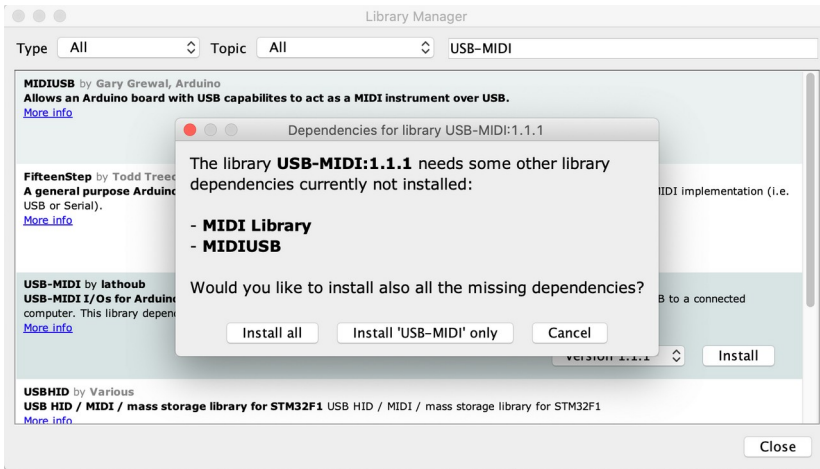 Library Manager
Type All Topic All USB-MIDI
MIDIUSB by Gary Grewal, Arduino
Allows an Arduino board with USB capabilites to act as a MIDI instrument over USB.
More info
Dependencies for library USB-MIDI:1.1.1
The library USB-MIDI:1.1.1 needs some other library
dependencies currently not installed:
- MIDI Library
- MIDIUSB
Would you like to install also all the missing dependencies?
Install all Install 'USB-MIDI' only Cancel
FifteenStep by Todd
A general purpose MIDI implementation (i.e.
USB or Serial).
More info
USB-MIDI by lathoub
USB-MIDI I/Os for to a connected
computer. This library
More info
Version 1.1.1 Install
USBHID by Various
USB HID / MIDI / mass storage library for STM32F1 USB HID / MIDI / mass storage library for STM32F1
More info
Close